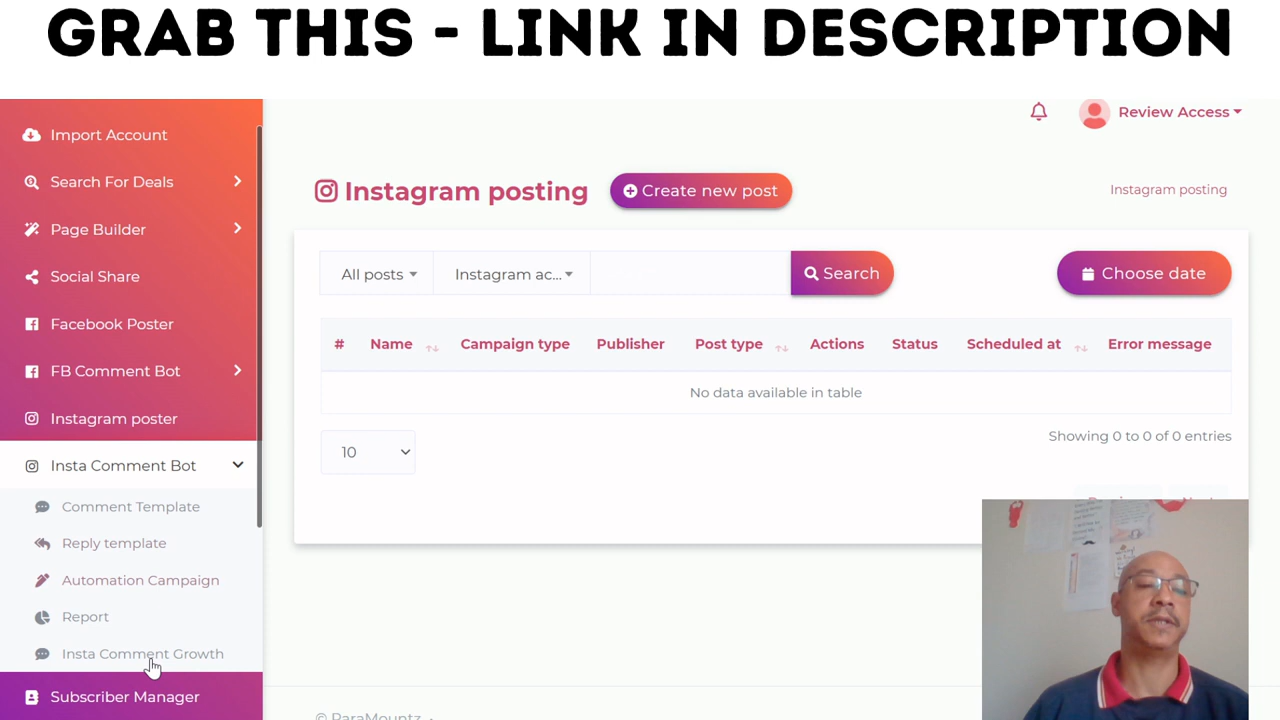 GRAB THIS - LINK IN DESCRIPTION
Import Account
Search For Deals
Page Builder
Social Share
Facebook Poster
FB Comment Bot
Instagram poster
Insta Comment Bot
Comment Template
Reply template
Automation Campaign
Report
Insta Comment Growth
Subscriber Manager
Review Access
Instagram posting
Create new post
Instagram posting
All posts
Instagram ac...
Search
Choose date
# Name Campaign type Publisher Post type Actions Status Scheduled at Error message
No data available in table
Showing 0 to 0 of 0 entries
10
© ParaMountz